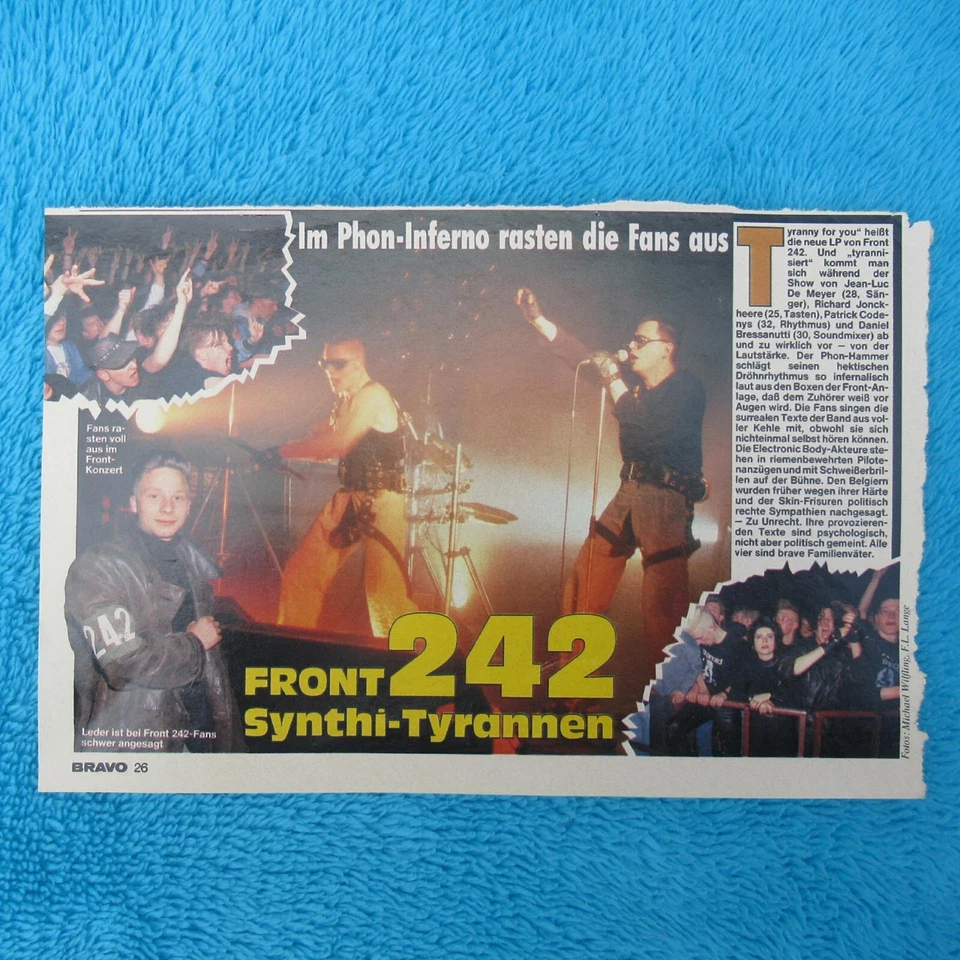 Im Phon-Inferno rasten die Fans aus
Tyranny for you“ heißt
die neue LP von Front
242. Und „tyranni-
siert“ kommt man
sich während der
Show von Jean-Luc
De Meyer (28, Sän-
ger), Richard Jonck-
heere (25, Tasten), Patrick Code-
nys (32, Rhythmus) und Daniel
Bressanutti (30, Soundmixer) ab
und zu wirklich vor — von der
Lautstärke. Der Phon-Hammer
schlägt seinen hektischen
Dröhnrhythmus so infernalisch
laut aus den Boxen der Front-An-
lage, daß dem Zuhörer weiß vor
Augen wird. Die Fans singen die
surrealen Texte der Band aus vol-
ler Kehle mit, obwohl sie sich
nichteinmal selbst hören können.
Die Electronic Body-Akteure ste-
hen in riemenbewehrten Piloten-
anzügen und mit Schweißerbril-
len auf der Bühne. Den Belgiern
wurden früher wegen ihrer Härte
und der Skin-Frisuren politisch
rechte Sympathien nachgesagt.
— Zu Unrecht. Ihre provozieren-
den Texte sind psychologisch,
nicht aber politisch gemeint. Alle
vier sind brave Familienväter.
Fans ra-
sten voll
aus im
Front-
Konzert
242
FRONT 242
Synthi-Tyrannen
Leder ist bei Front 242-Fans
schwer angesagt
Fotos: Michael Wilfling, F.L. Lange
BRAVO 26